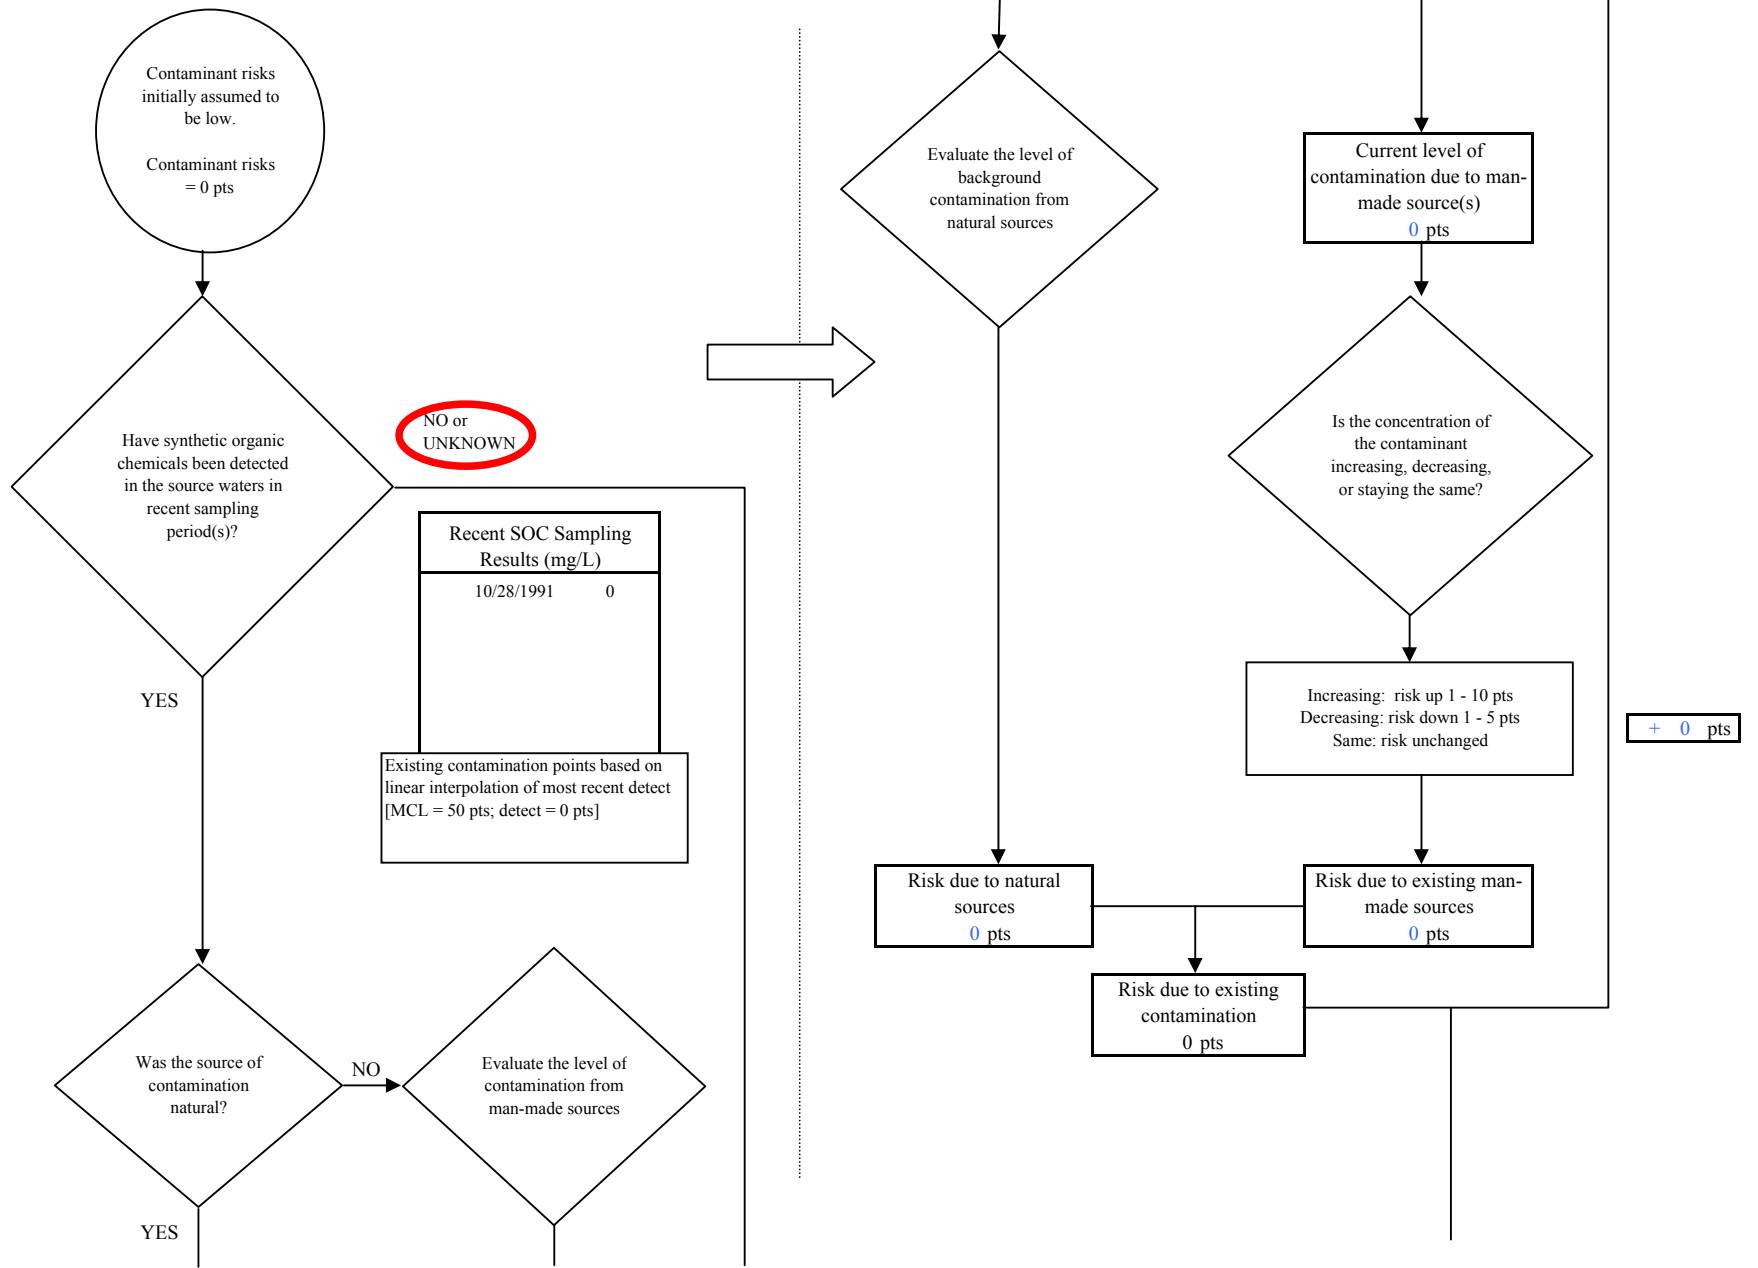 Contaminant risks
initially assumed to
be low.
Contaminant risks
= 0 pts
Have synthetic organic
chemicals been detected
in the source waters in
recent sampling
period(s)?
NO or
UNKNOWN
Recent SOC Sampling
Results (mg/L)
10/28/1991 0
YES
Existing contamination points based on
linear interpolation of most recent detect
[MCL = 50 pts; detect = 0 pts]
Was the source of
contamination
natural?
NO
Evaluate the level of
contamination from
man-made sources
YES
Evaluate the level of
background
contamination from
natural sources
Current level of
contamination due to man-
made source(s)
0 pts
Is the concentration of
the contaminant
increasing, decreasing,
or staying the same?
Increasing: risk up 1 - 10 pts
Decreasing: risk down 1 - 5 pts
Same: risk unchanged
+ 0 pts
Risk due to natural
sources
0 pts
Risk due to existing man-
made sources
0 pts
Risk due to existing
contamination
0 pts